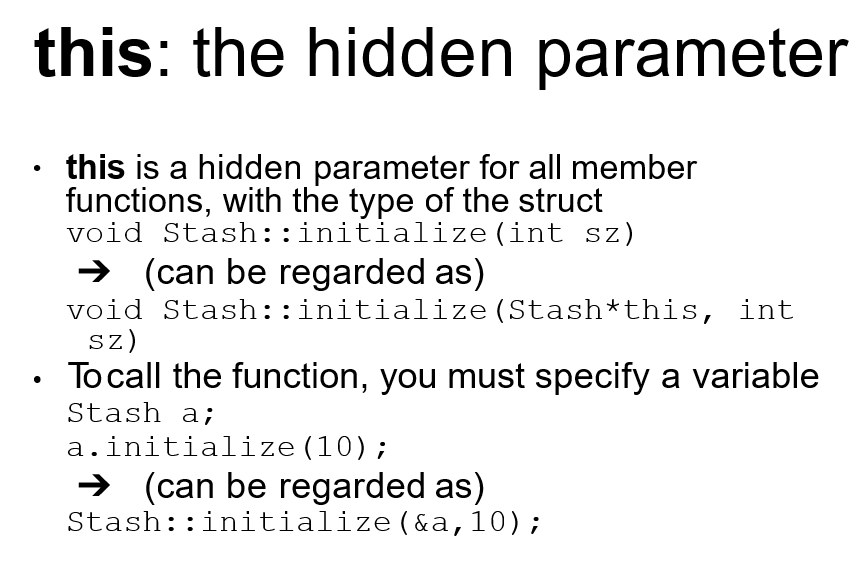 this: the hidden parameter
• this is a hidden parameter for all member
functions, with the type of the struct
void Stash::initialize(int sz)
➔ (can be regarded as)
void Stash::initialize(Stash*this, int
sz)
• To call the function, you must specify a variable
Stash a;
a.initialize(10);
➔ (can be regarded as)
Stash::initialize(&a,10);